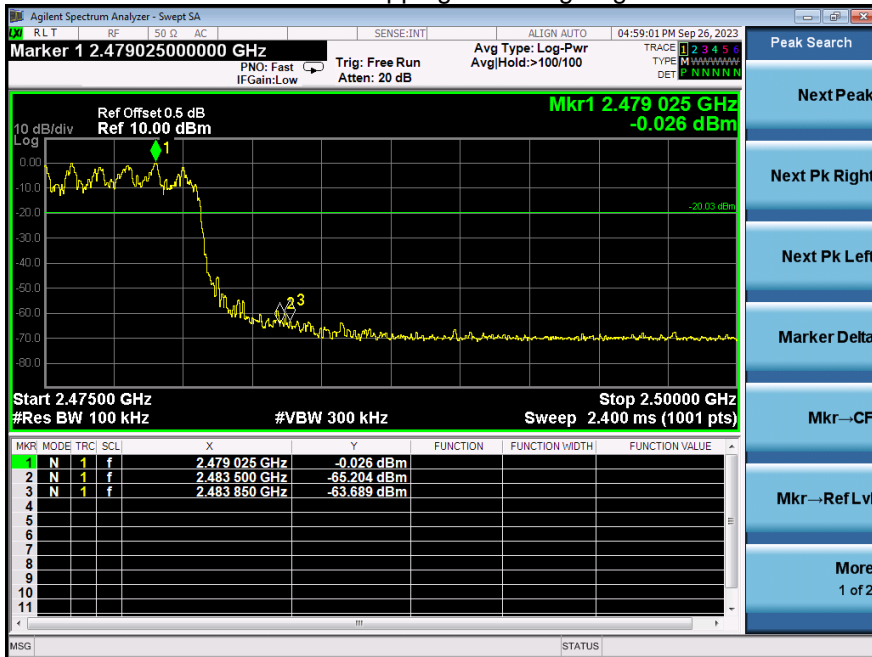 Agilent Spectrum Analyzer - Swept SA
LXI RLT RF 50 Ω AC SENSE:INT ALIGN AUTO 04:59:01 PM Sep 26, 2023
Marker 1 2.479025000000 GHz
PNO: Fast
IFGain:Low
Trig: Free Run
Atten: 20 dB
Avg Type: Log-Pwr
Avg|Hold:>100/100
TRACE 1 2 3 4 5 6
TYPE M WWWWW
DET P N N N N N
Mkr1 2.479 025 GHz
-0.026 dBm
Ref Offset 0.5 dB
10 dB/div Ref 10.00 dBm
Log
1
0.00
-10.0
-20.0
-20.03 dBm
-30.0
-40.0
-50.0
2 3
-60.0
-70.0
-80.0
Start 2.47500 GHz Stop 2.50000 GHz
#Res BW 100 kHz #VBW 300 kHz Sweep 2.400 ms (1001 pts)
MKR MODE TRC SCL X Y FUNCTION FUNCTION WIDTH FUNCTION VALUE
1 N 1 f 2.479 025 GHz -0.026 dBm
2 N 1 f 2.483 500 GHz -65.204 dBm
3 N 1 f 2.483 850 GHz -63.689 dBm
4
5
6
7
8
9
10
11
MSG STATUS
Peak Search
Next Peak
Next Pk Right
Next Pk Left
Marker Delta
Mkr→CF
Mkr→Ref Lvl
More
1 of 2